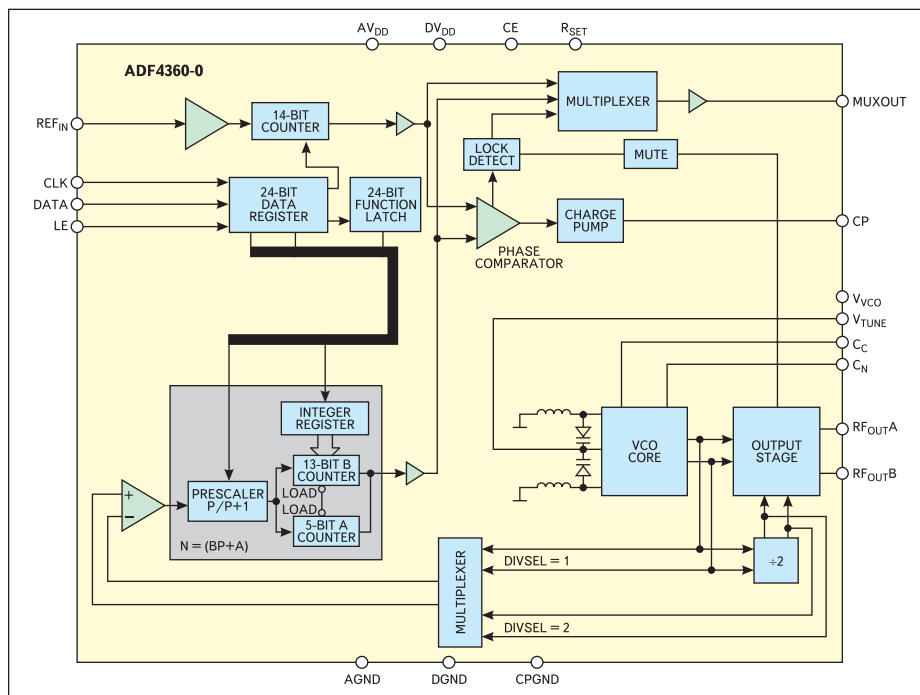 AVDD
DVDD
CE
RSET
ADF4360-0
REFIN
14-BIT
COUNTER
MULTIPLEXER
MUXOUT
LOCK
DETECT
MUTE
CLK
DATA
LE
24-BIT
DATA
REGISTER
24-BIT
FUNCTION
LATCH
CHARGE
PUMP
CP
PHASE
COMPARATOR
VVCO
VTUNE
CC
CN
INTEGER
REGISTER
13-BIT B
COUNTER
LOAD
LOAD
5-BIT A
COUNTER
PRESCALER
P/P+1
+
−
N = (BP+A)
VCO
CORE
OUTPUT
STAGE
RFOUTA
RFOUTB
MULTIPLEXER
DIVSEL = 1
÷2
DIVSEL = 2
AGND
DGND
CPGND